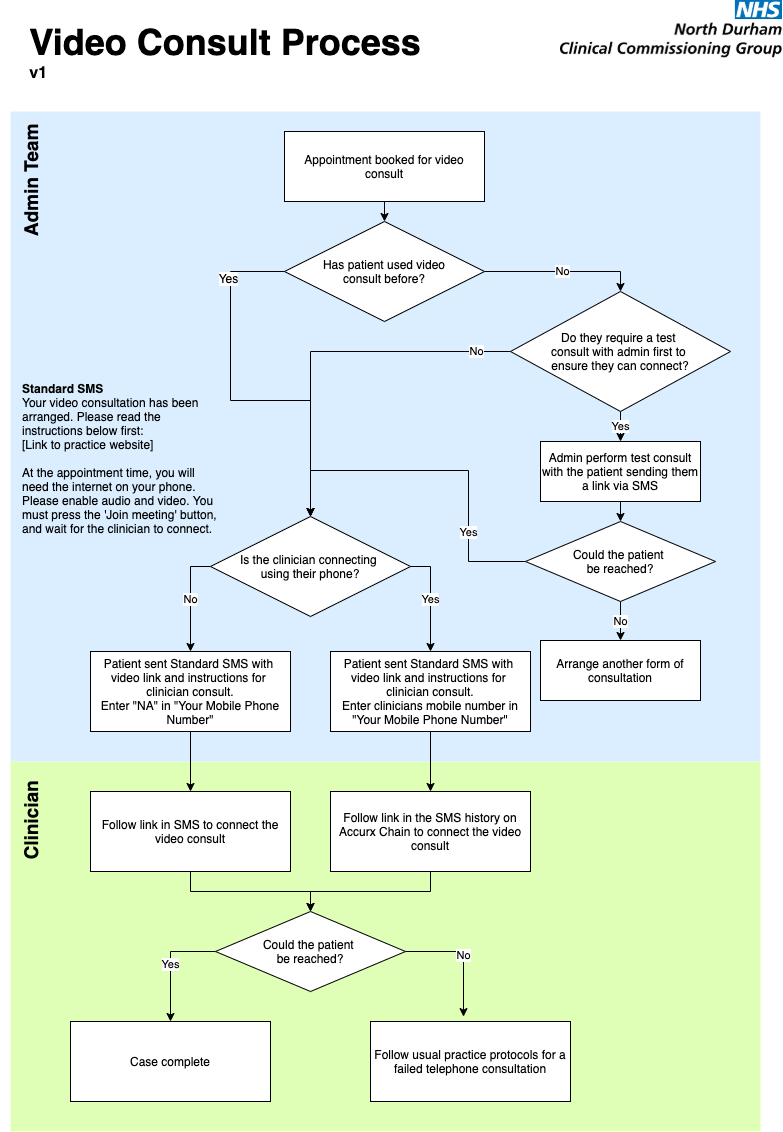 NHS
North Durham
Clinical Commissioning Group
Video Consult Process
v1
Admin Team
Appointment booked for video
consult
Has patient used video
consult before?
Yes
No
Do they require a test
consult with admin first to
ensure they can connect?
No
Yes
Standard SMS
Your video consultation has been
arranged. Please read the
instructions below first:
[Link to practice website]
At the appointment time, you will
need the internet on your phone.
Please enable audio and video. You
must press the 'Join meeting' button,
and wait for the clinician to connect.
Admin perform test consult
with the patient sending them
a link via SMS
Yes
Could the patient
be reached?
No
Arrange another form of
consultation
Is the clinician connecting
using their phone?
No
Yes
Patient sent Standard SMS with
video link and instructions for
clinician consult.
Enter "NA" in "Your Mobile Phone
Number"
Patient sent Standard SMS with
video link and instructions for
clinician consult.
Enter clinicians mobile number in
"Your Mobile Phone Number"
Clinician
Follow link in SMS to connect the
video consult
Follow link in the SMS history on
Accurx Chain to connect the video
consult
Could the patient
be reached?
Yes
No
Case complete
Follow usual practice protocols for a
failed telephone consultation